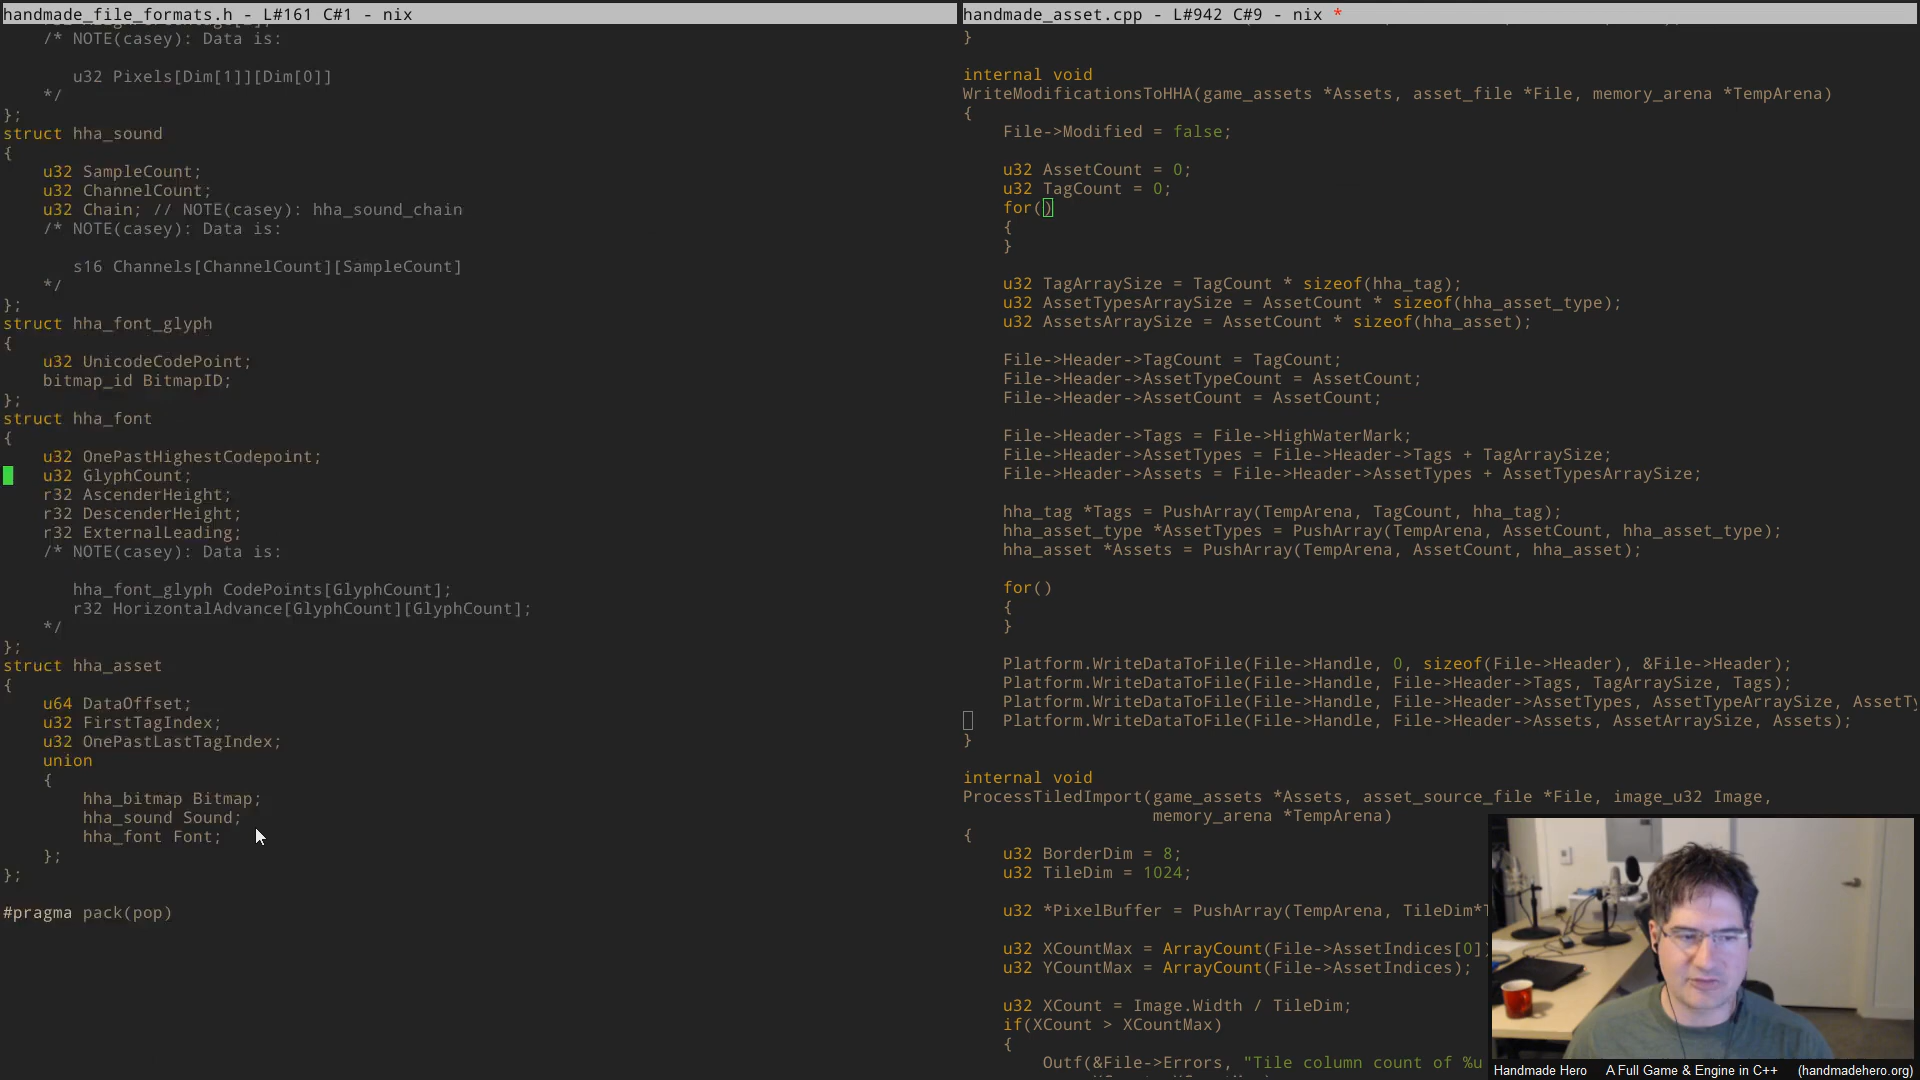 handmade_file_formats.h - L#161 C#1 - nix
/* NOTE(casey): Data is:
u32 Pixels[Dim[1]][Dim[0]]
*/
};
struct hha_sound
{
u32 SampleCount;
u32 ChannelCount;
u32 Chain; // NOTE(casey): hha_sound_chain
/* NOTE(casey): Data is:
s16 Channels[ChannelCount][SampleCount]
*/
};
struct hha_font_glyph
{
u32 UnicodeCodePoint;
bitmap_id BitmapID;
};
struct hha_font
{
u32 OnePastHighestCodepoint;
u32 GlyphCount;
r32 AscenderHeight;
r32 DescenderHeight;
r32 ExternalLeading;
/* NOTE(casey): Data is:
hha_font_glyph CodePoints[GlyphCount];
r32 HorizontalAdvance[GlyphCount][GlyphCount];
*/
};
struct hha_asset
{
u64 DataOffset;
u32 FirstTagIndex;
u32 OnePastLastTagIndex;
union
{
hha_bitmap Bitmap;
hha_sound Sound;
hha_font Font;
};
};
#pragma pack(pop)
handmade_asset.cpp - L#942 C#9 - nix *
}
internal void
WriteModificationsToHHA(game_assets *Assets, asset_file *File, memory_arena *TempArena)
{
File->Modified = false;
u32 AssetCount = 0;
u32 TagCount = 0;
for()
{
}
u32 TagArraySize = TagCount * sizeof(hha_tag);
u32 AssetTypesArraySize = AssetCount * sizeof(hha_asset_type);
u32 AssetsArraySize = AssetCount * sizeof(hha_asset);
File->Header->TagCount = TagCount;
File->Header->AssetTypeCount = AssetCount;
File->Header->AssetCount = AssetCount;
File->Header->Tags = File->HighWaterMark;
File->Header->AssetTypes = File->Header->Tags + TagArraySize;
File->Header->Assets = File->Header->AssetTypes + AssetTypesArraySize;
hha_tag *Tags = PushArray(TempArena, TagCount, hha_tag);
hha_asset_type *AssetTypes = PushArray(TempArena, AssetCount, hha_asset_type);
hha_asset *Assets = PushArray(TempArena, AssetCount, hha_asset);
for()
{
}
Platform.WriteDataToFile(File->Handle, 0, sizeof(File->Header), &File->Header);
Platform.WriteDataToFile(File->Handle, File->Header->Tags, TagArraySize, Tags);
Platform.WriteDataToFile(File->Handle, File->Header->AssetTypes, AssetTypeArraySize, AssetTy
Platform.WriteDataToFile(File->Handle, File->Header->Assets, AssetArraySize, Assets);
}
internal void
ProcessTiledImport(game_assets *Assets, asset_source_file *File, image_u32 Image,
memory_arena *TempArena)
{
u32 BorderDim = 8;
u32 TileDim = 1024;
u32 *PixelBuffer = PushArray(TempArena, TileDim*
u32 XCountMax = ArrayCount(File->AssetIndices[0]
u32 YCountMax = ArrayCount(File->AssetIndices);
u32 XCount = Image.Width / TileDim;
if(XCount > XCountMax)
{
Outf(&File->Errors, "Tile column count of %u
Handmade Hero A Full Game & Engine in C++ (handmadehero.org)